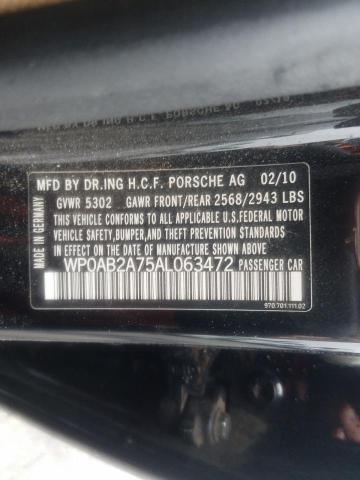 MFD BY DR.ING H.C.F. PORSCHE AG 02/10
GVWR 5302 GAWR FRONT/REAR 2568/2943 LBS
THIS VEHICLE CONFORMS TO ALL APPLICABLE
U.S.FEDERAL MOTOR
VEHICLE SAFETY, BUMPER, AND THEFT
PREVENTION STANDARDS IN EFFECT ON THE
DATE OF MANUFACTURE SHOWN ABOVE
WP0AB2A75AL063472 PASSENGER CAR
MADE IN GERMANY
970.701.111.02